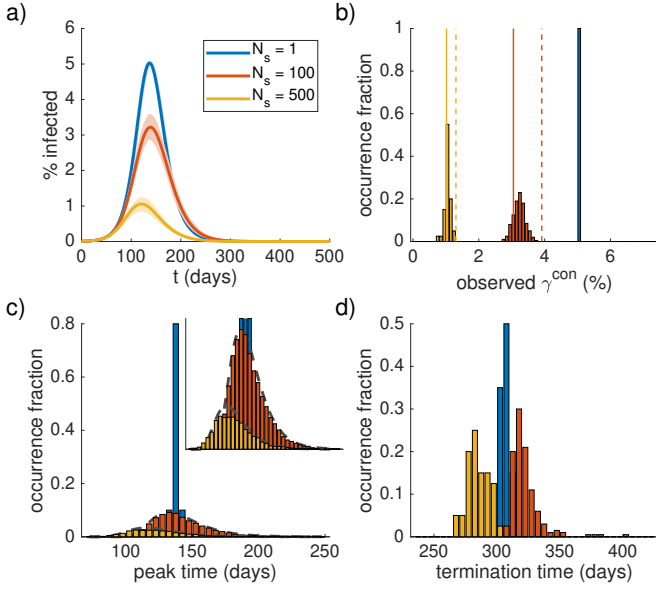 a)
% infected
6
5
4
3
2
1
0
0 100 200 300 400 500
t (days)
N_s = 1
N_s = 100
N_s = 500
b)
occurrence fraction
1
0.8
0.6
0.4
0.2
0
0 2 4 6
observed γ^con (%)
c)
occurrence fraction
0.8
0.6
0.4
0.2
0
100 150 200 250
peak time (days)
d)
occurrence fraction
0.5
0.4
0.3
0.2
0.1
0
250 300 350 400
termination time (days)